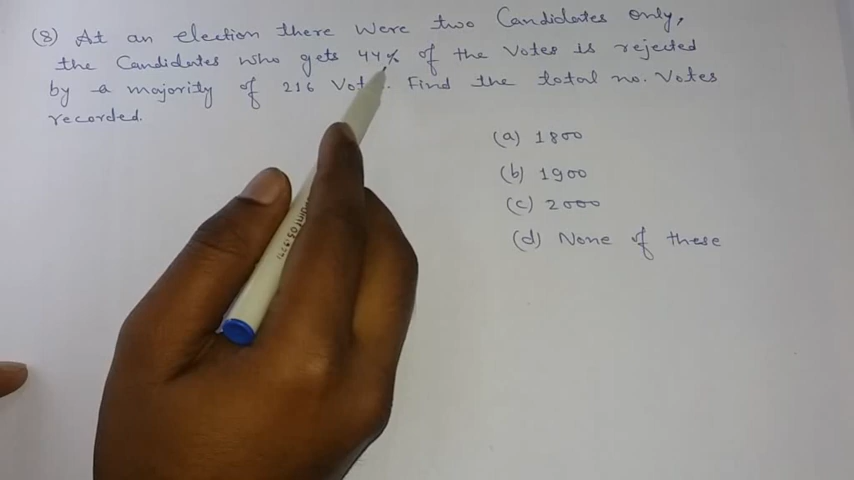 (8) At an election there were two Candidates only,
the Candidates who gets 44% of the Votes is rejected
by a majority of 216 Find the total no. Votes
recorded.
(a) 1800
(b) 1900
(c) 2000
(d) None of these